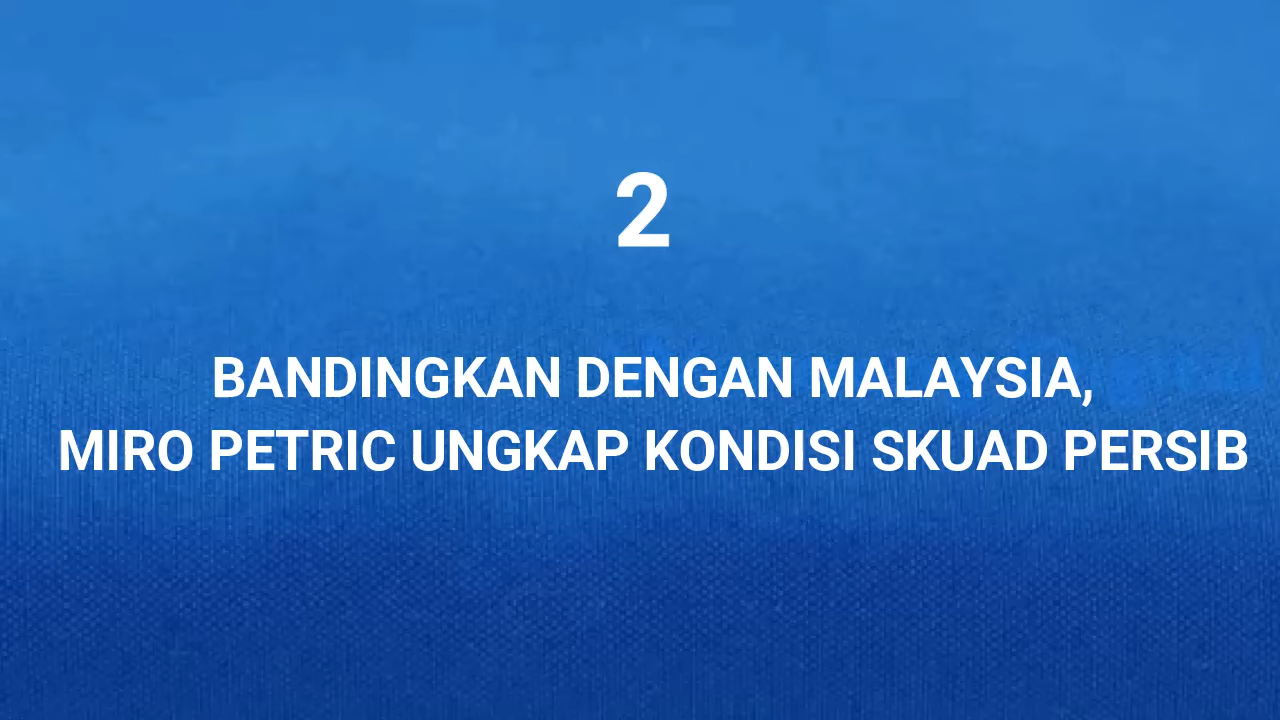 2
BANDINGKAN DENGAN MALAYSIA,
MIRO PETRIC UNGKAP KONDISI SKUAD PERSIB